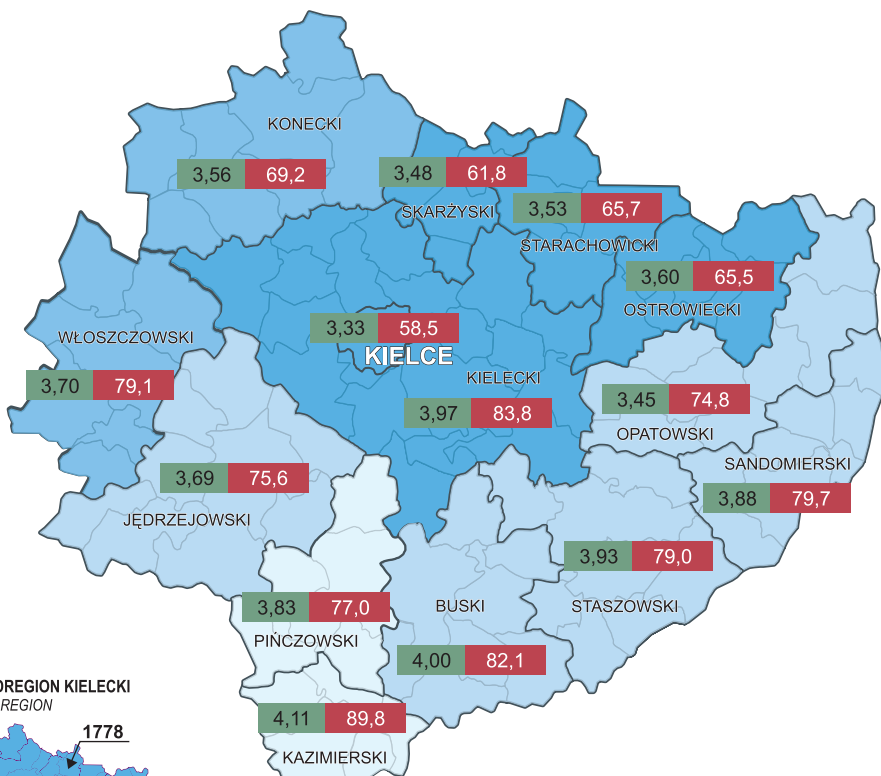 KONECKI
3,56 69,2
3,48 61,8
SKARŻYSKI
3,53 65,7
STARACHOWICKI
3,60 65,5
OSTROWIECKI
3,33 58,5
KIELCE
WŁOSZCZOWSKI
3,70 79,1
KIELECKI
3,97 83,8
3,45 74,8
OPATOWSKI
SANDOMIERSKI
3,88 79,7
3,69 75,6
JĘDRZEJOWSKI
3,93 79,0
STASZOWSKI
3,83 77,0
PIŃCZOWSKI
BUSKI
4,00 82,1
4,11 89,8
KAZIMIERSKI
OREGION KIELECKI
REGION
1778